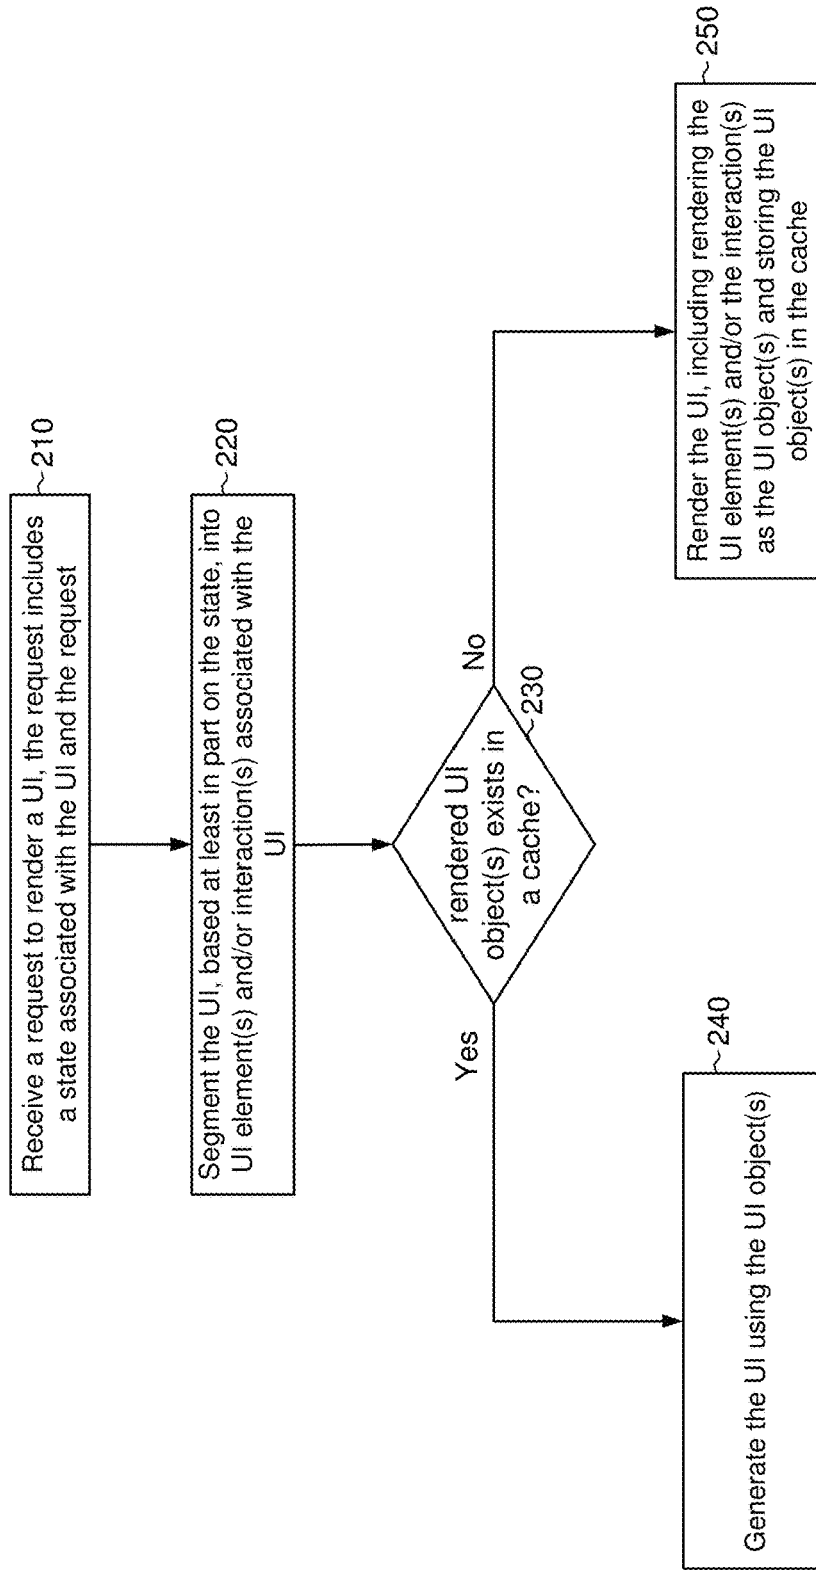 Receive a request to render a UI, the request includes
a state associated with the UI and the request
210
Segment the UI, based at least in part on the state, into
UI element(s) and/or interaction(s) associated with the
UI
220
rendered UI
object(s) exists in
a cache?
230
Yes
No
Generate the UI using the UI object(s)
240
Render the UI, including rendering the
UI element(s) and/or the interaction(s)
as the UI object(s) and storing the UI
object(s) in the cache
250